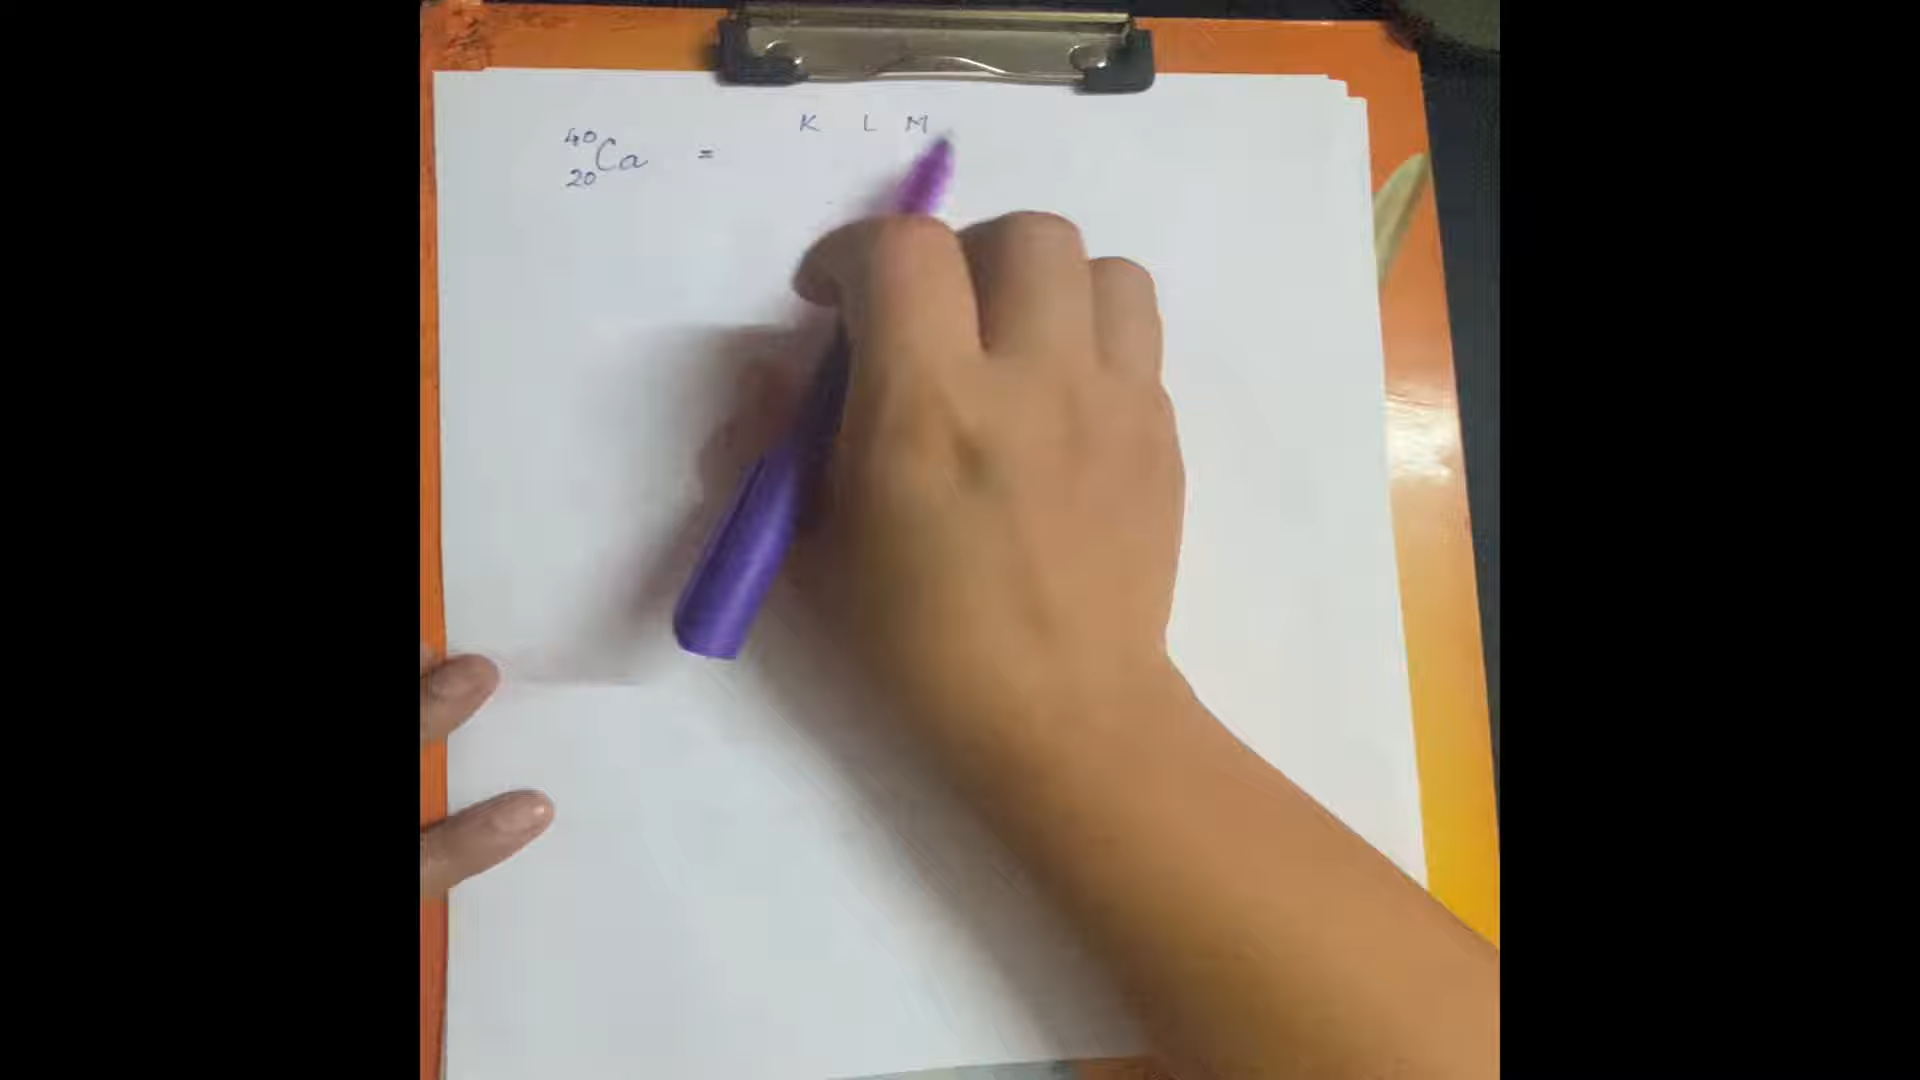 K L M
⁴⁰₂₀Ca =